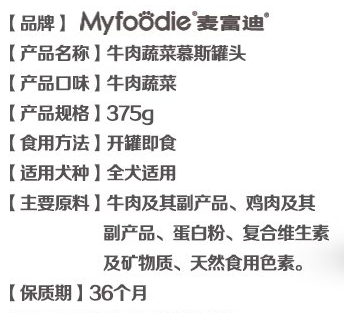 【品牌】Myfoodie®麦富迪®
【产品名称】牛肉蔬菜慕斯罐头
【产品口味】牛肉蔬菜
【产品规格】375g
【食用方法】开罐即食
【适用犬种】全犬适用
【主要原料】牛肉及其副产品、鸡肉及其
副产品、蛋白粉、复合维生素
及矿物质、天然食用色素。
【保质期】36个月